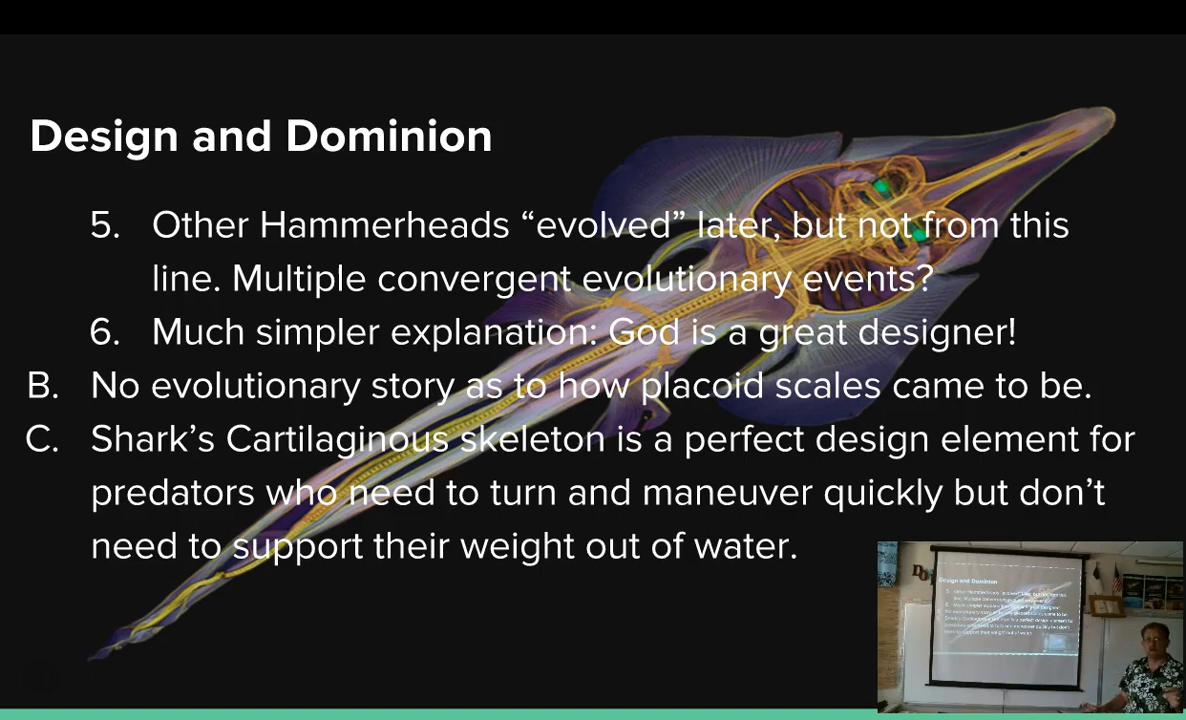 Design and Dominion
5. Other Hammerheads “evolved” later, but not from this
line. Multiple convergent evolutionary events?
6. Much simpler explanation: God is a great designer!
B. No evolutionary story as to how placoid scales came to be.
C. Shark’s Cartilaginous skeleton is a perfect design element for
predators who need to turn and maneuver quickly but don’t
need to support their weight out of water.
Design and Dominion